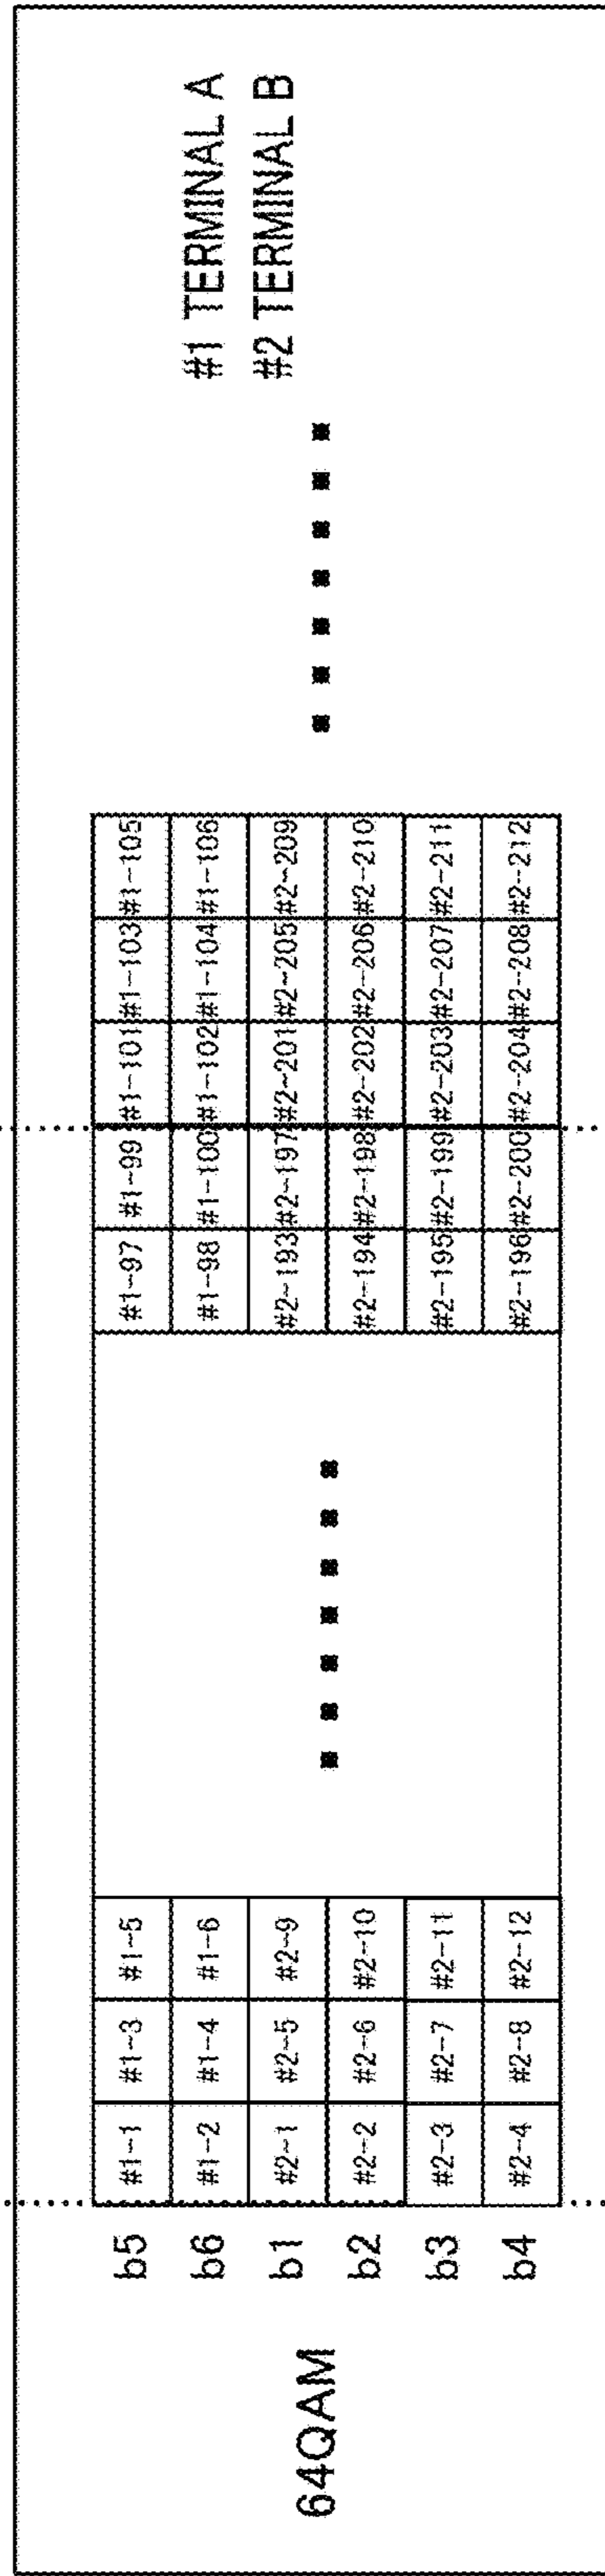 #1 TERMINAL A
#2 TERMINAL B
64QAM
b5 #1-1 #1-3 #1-5 #1-97 #1-99 #1-101 #1-103 #1-105
b6 #1-2 #1-4 #1-6 #1-98 #1-100 #1-102 #1-104 #1-106
b1 #2-1 #2-5 #2-9 #2-193 #2-197 #2-201 #2-205 #2-209
b2 #2-2 #2-6 #2-10 #2-194 #2-198 #2-202 #2-206 #2-210
b3 #2-3 #2-7 #2-11 #2-195 #2-199 #2-203 #2-207 #2-211
b4 #2-4 #2-8 #2-12 #2-196 #2-200 #2-204 #2-208 #2-212